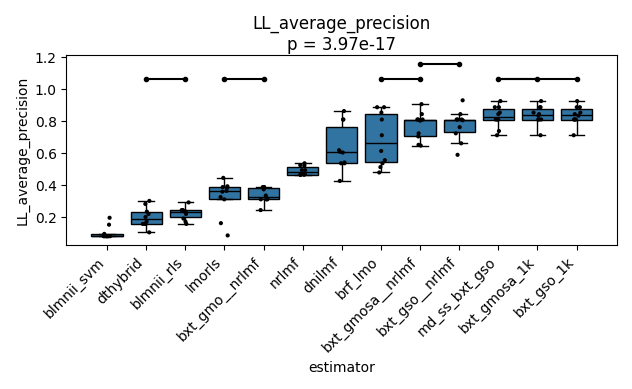 LL_average_precision
p = 3.97e-17
LL_average_precision
1.2
1.0
0.8
0.6
0.4
0.2
blmnii_svm
dthybrid
blmnii_rls
lmorls
bxt_gmo__nrlmf
nrlmf
dnilmf
brf_lmo
bxt_gmosa__nrlmf
bxt_gso__nrlmf
md_ss_bxt_gso
bxt_gmosa_1k
bxt_gso_1k
estimator